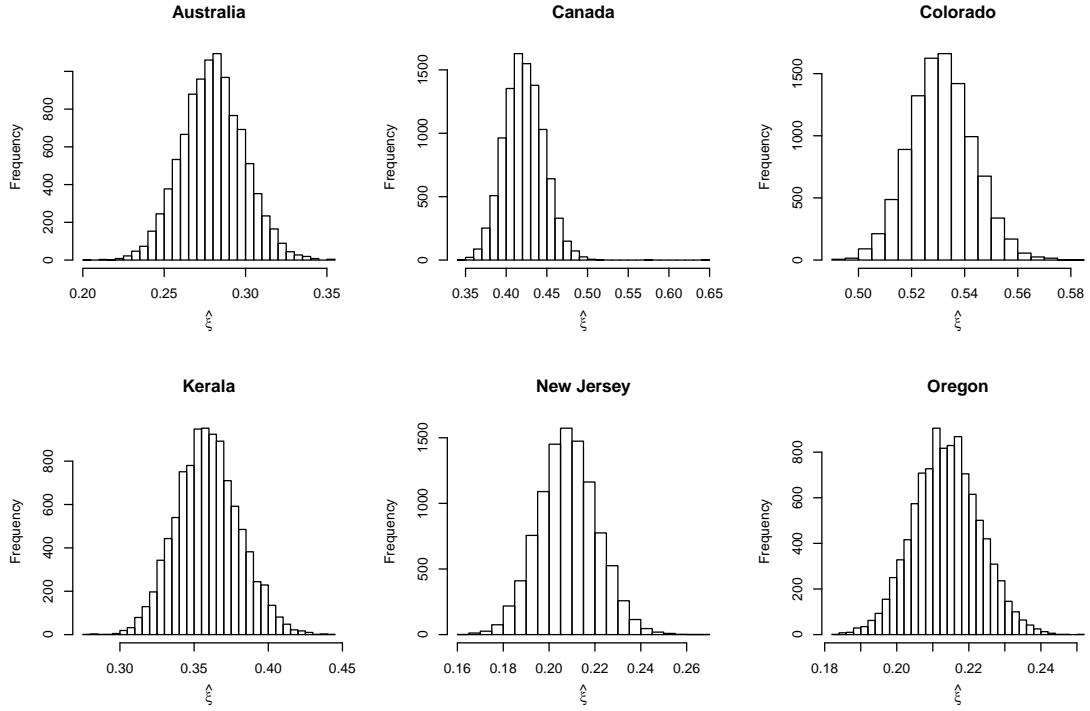 Australia
Frequency
0 200 400 600 800
0.20 0.25 0.30 0.35
ξ̂
Canada
Frequency
0 500 1000 1500
0.35 0.40 0.45 0.50 0.55 0.60 0.65
ξ̂
Colorado
Frequency
0 500 1000 1500
0.50 0.52 0.54 0.56 0.58
ξ̂
Kerala
Frequency
0 200 400 600 800
0.30 0.35 0.40 0.45
ξ̂
New Jersey
Frequency
0 500 1000 1500
0.16 0.18 0.20 0.22 0.24 0.26
ξ̂
Oregon
Frequency
0 200 400 600 800
0.18 0.20 0.22 0.24
ξ̂